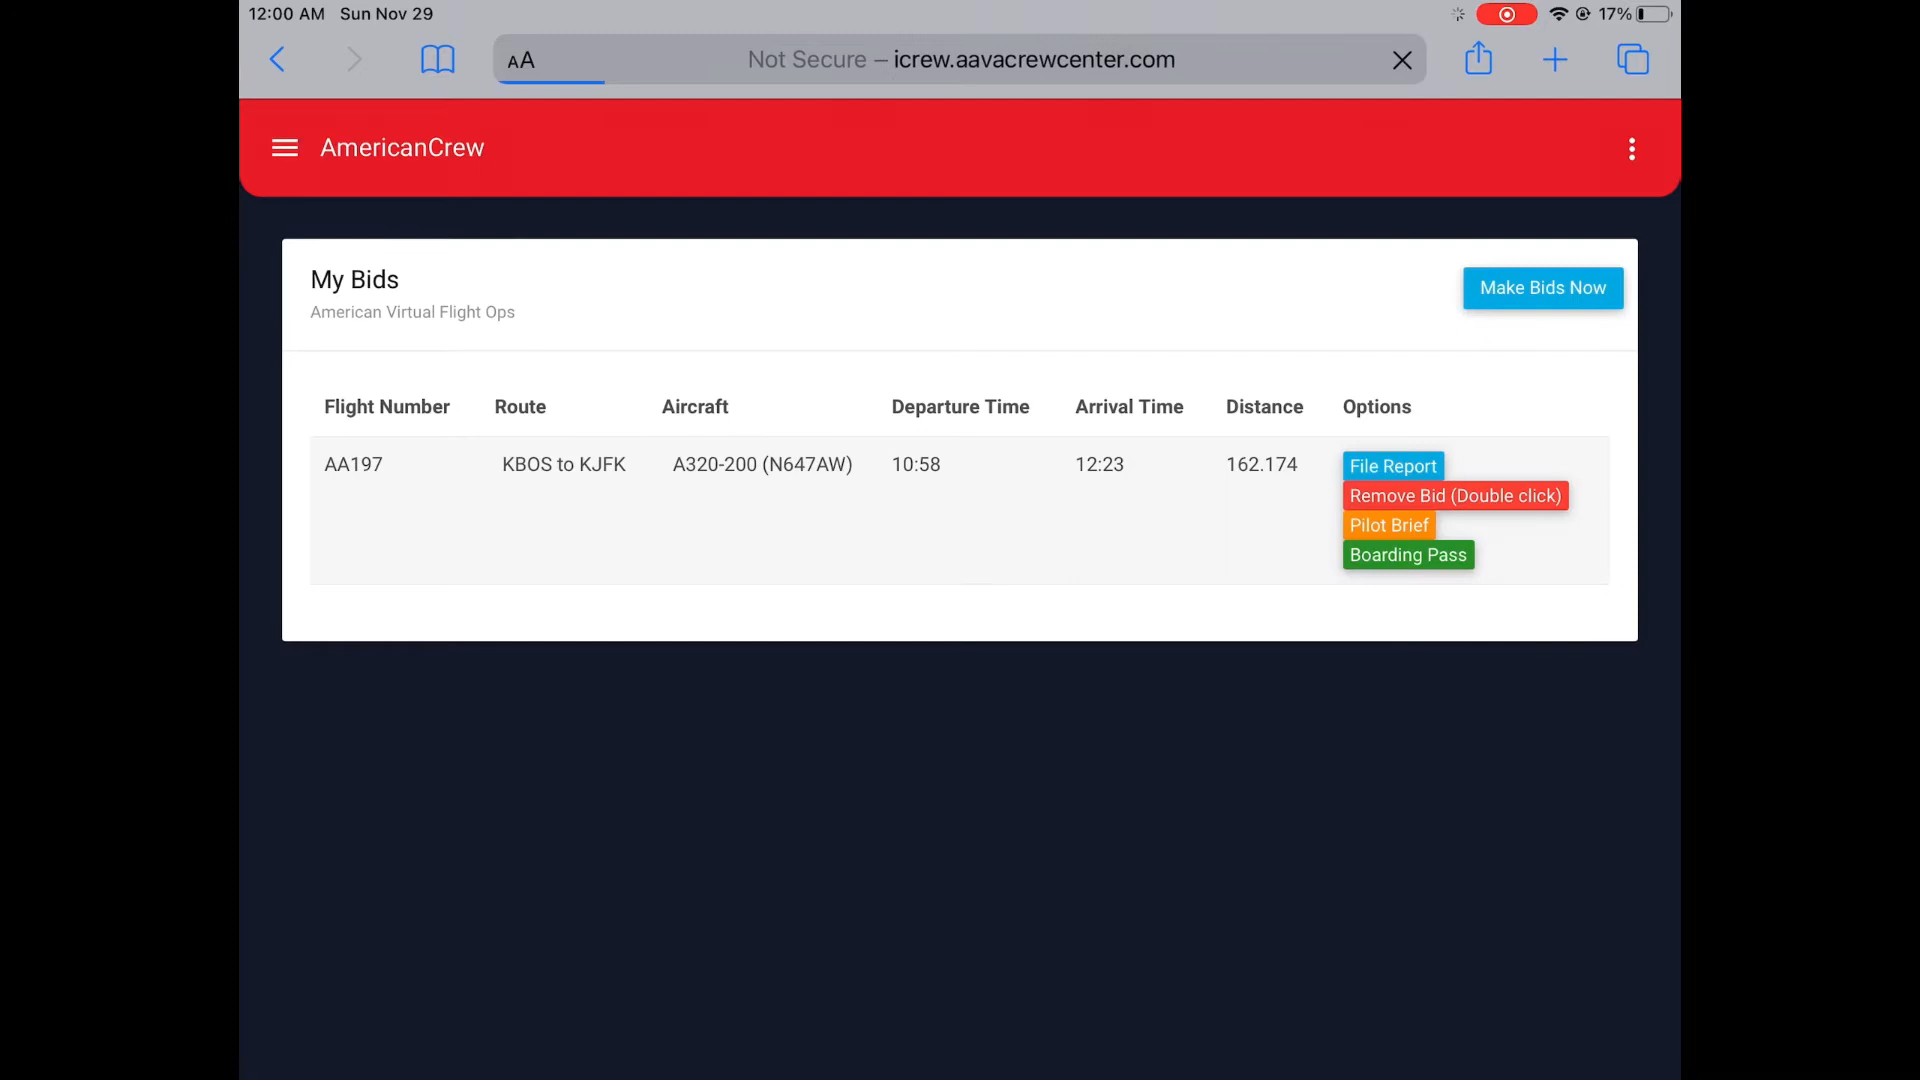 12:00 AM Sun Nov 29 17%
AA Not Secure – icrew.aavacrewcenter.com
AmericanCrew
My Bids
American Virtual Flight Ops
Make Bids Now
Flight Number Route Aircraft Departure Time Arrival Time Distance Options
AA197 KBOS to KJFK A320-200 (N647AW) 10:58 12:23 162.174 File Report
Remove Bid (Double click)
Pilot Brief
Boarding Pass